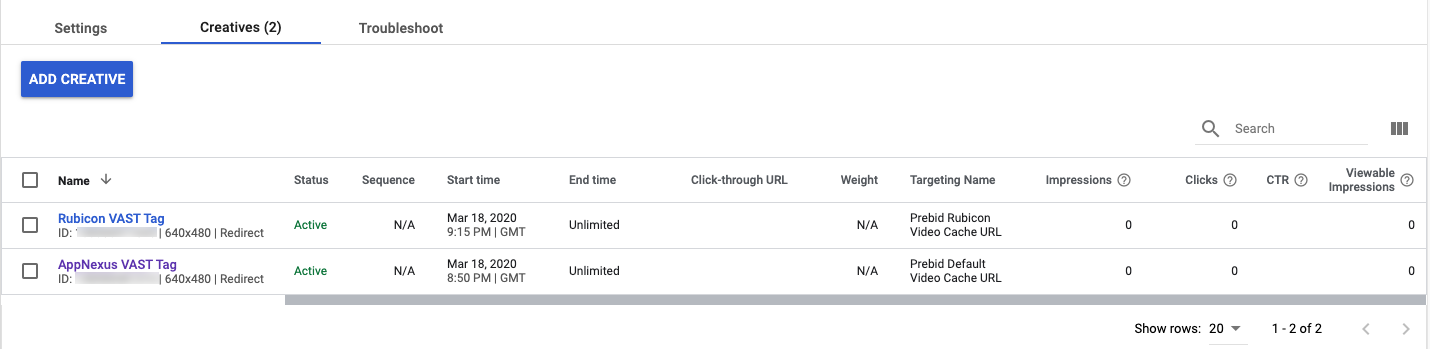 Settings
Creatives (2)
Troubleshoot
ADD CREATIVE
Search
Name Status Sequence Start time End time Click-through URL Weight Targeting Name Impressions Clicks CTR Viewable Impressions
Rubicon VAST Tag
ID: | 640x480 | Redirect
Active
N/A
Mar 18, 2020
9:15 PM | GMT
Unlimited
N/A
Prebid Rubicon
Video Cache URL
0
0
0
AppNexus VAST Tag
ID: | 640x480 | Redirect
Active
N/A
Mar 18, 2020
8:50 PM | GMT
Unlimited
N/A
Prebid Default
Video Cache URL
0
0
0
Show rows: 20
1 - 2 of 2